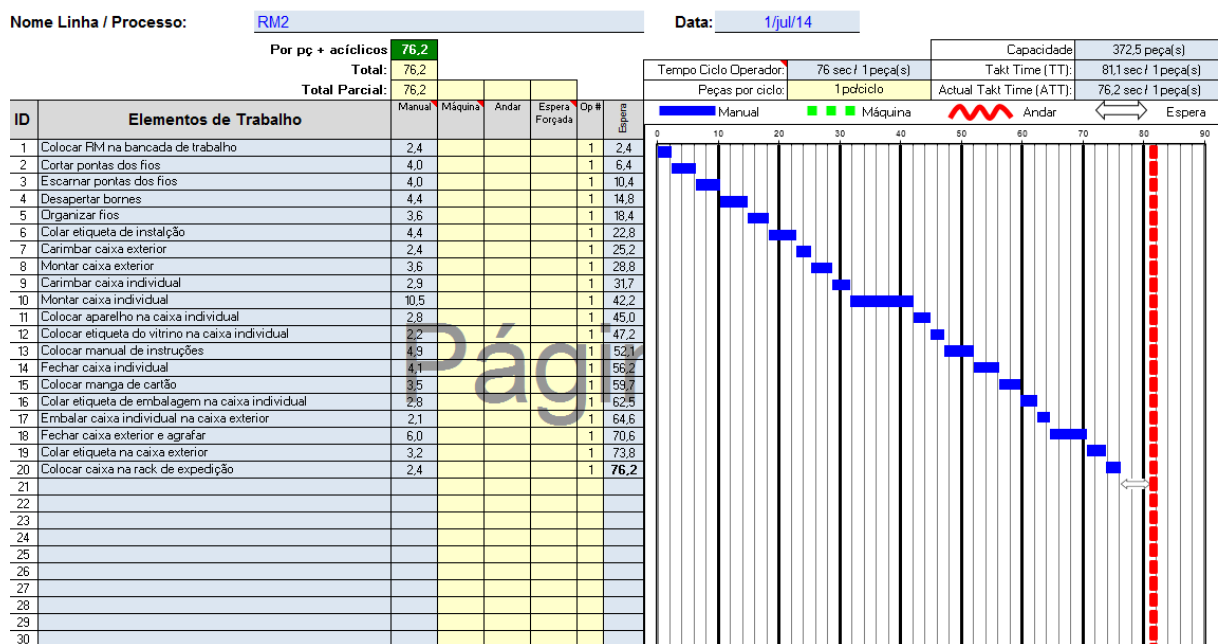 Nome Linha / Processo: RM2 Data: 1/jul/14
Por pç + acíclicos 76,2 Capacidade 372,5 peça(s)
Total: 76,2 Tempo Ciclo Operador: 76 sec / 1 peça(s) Takt Time (TT): 81,1 sec / 1 peça(s)
Total Parcial: 76,2 Peças por ciclo: 1 pc/ciclo Actual Takt Time (ATT): 76,2 sec / 1 peça(s)
ID Elementos de Trabalho Manual Máquina Andar Espera Forçada Op # Espera Manual Máquina Andar Espera
0 10 20 30 40 50 60 70 80 90
1 Colocar RM na bancada de trabalho 2,4 1 2,4
2 Cortar pontas dos fios 4,0 1 6,4
3 Escarnar pontas dos fios 4,0 1 10,4
4 Desapertar bornes 4,4 1 14,8
5 Organizar fios 3,6 1 18,4
6 Colar etiqueta de instalção 4,4 1 22,8
7 Carimbar caixa exterior 2,4 1 25,2
8 Montar caixa exterior 3,6 1 28,8
9 Carimbar caixa individual 2,9 1 31,7
10 Montar caixa individual 10,5 1 42,2
11 Colocar aparelho na caixa individual 2,8 1 45,0
12 Colocar etiqueta do vitrino na caixa individual 2,2 1 47,2
13 Colocar manual de instruções 4,9 1 52,1
14 Fechar caixa individual 4,1 1 56,2
15 Colocar manga de cartão 3,5 1 59,7
16 Colar etiqueta de embalagem na caixa individual 2,8 1 62,5
17 Embalar caixa individual na caixa exterior 2,1 1 64,6
18 Fechar caixa exterior e agrafar 6,0 1 70,6
19 Colar etiqueta na caixa exterior 3,2 1 73,8
20 Colocar caixa na rack de expedição 2,4 1 76,2
21
22
23
24
25
26
27
28
29
30
Págin